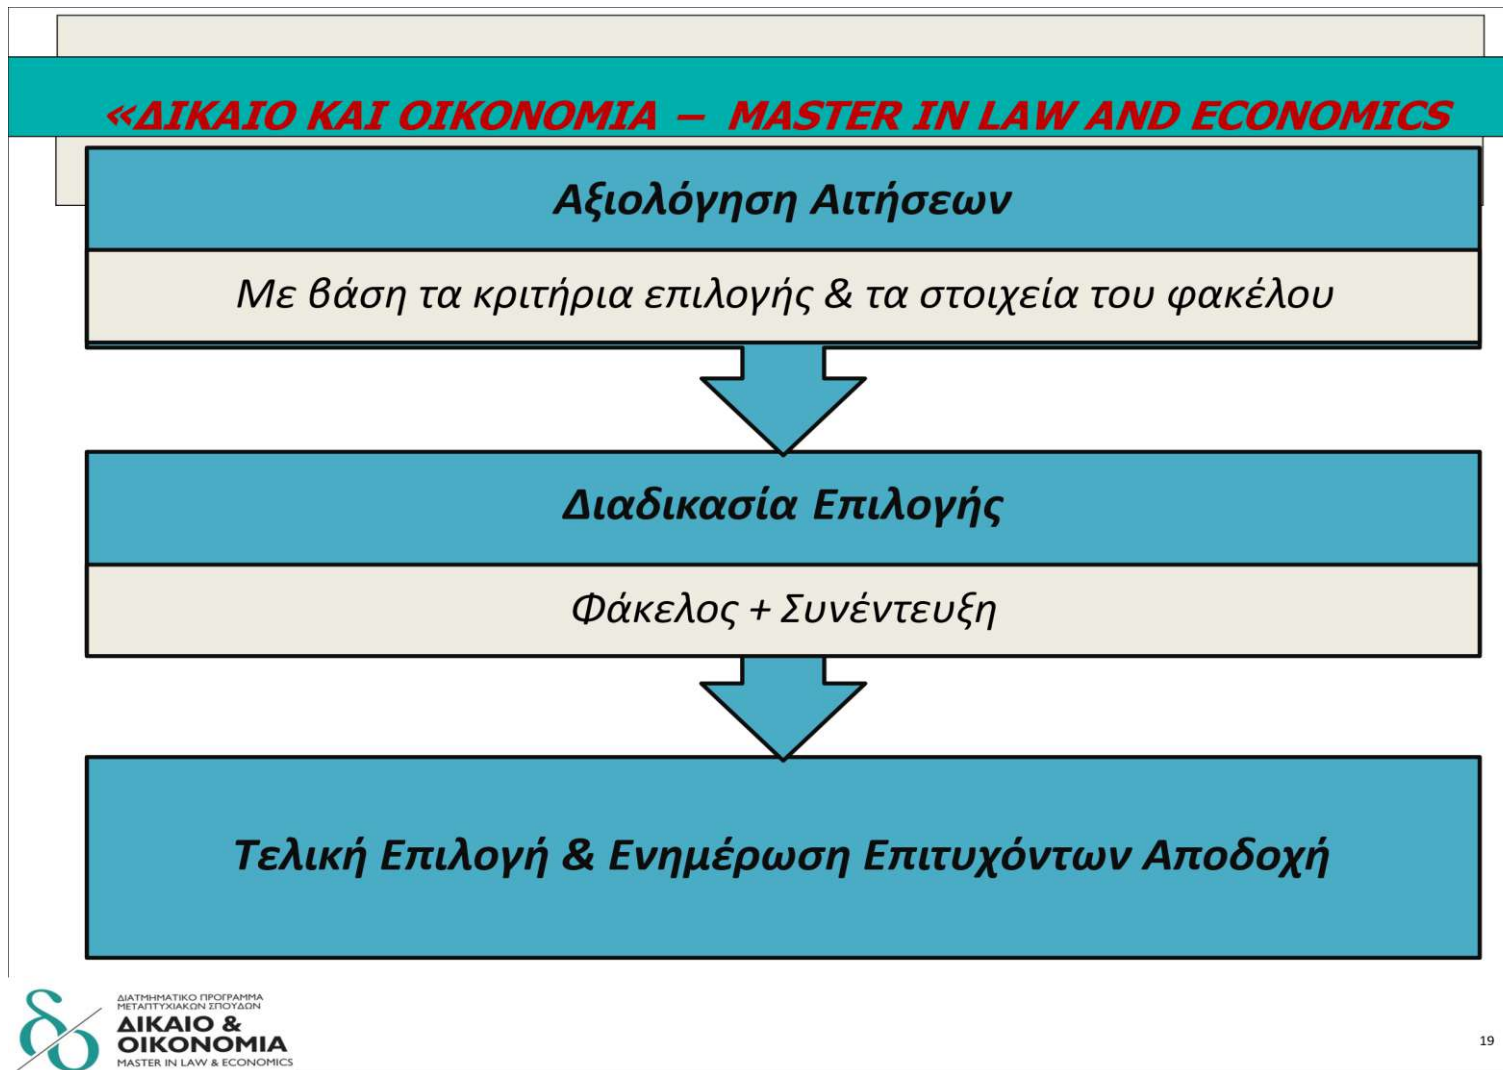 «ΔΙΚΑΙΟ ΚΑΙ ΟΙΚΟΝΟΜΙΑ – MASTER IN LAW AND ECONOMICS
Αξιολόγηση Αιτήσεων
Με βάση τα κριτήρια επιλογής & τα στοιχεία του φακέλου
Διαδικασία Επιλογής
Φάκελος + Συνέντευξη
Τελική Επιλογή & Ενημέρωση Επιτυχόντων Αποδοχή
ΔΙΑΤΜΗΜΑΤΙΚΟ ΠΡΟΓΡΑΜΜΑ
ΜΕΤΑΠΤΥΧΙΑΚΩΝ ΣΠΟΥΔΩΝ
ΔΙΚΑΙΟ &
ΟΙΚΟΝΟΜΙΑ
MASTER IN LAW & ECONOMICS
19